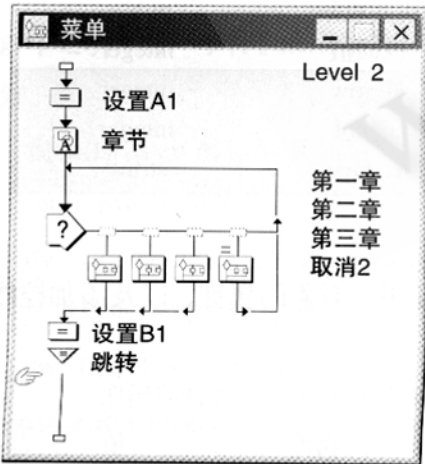 菜单
Level 2
设置A1
章节
第一章
第二章
第三章
取消2
?
=
设置B1
跳转